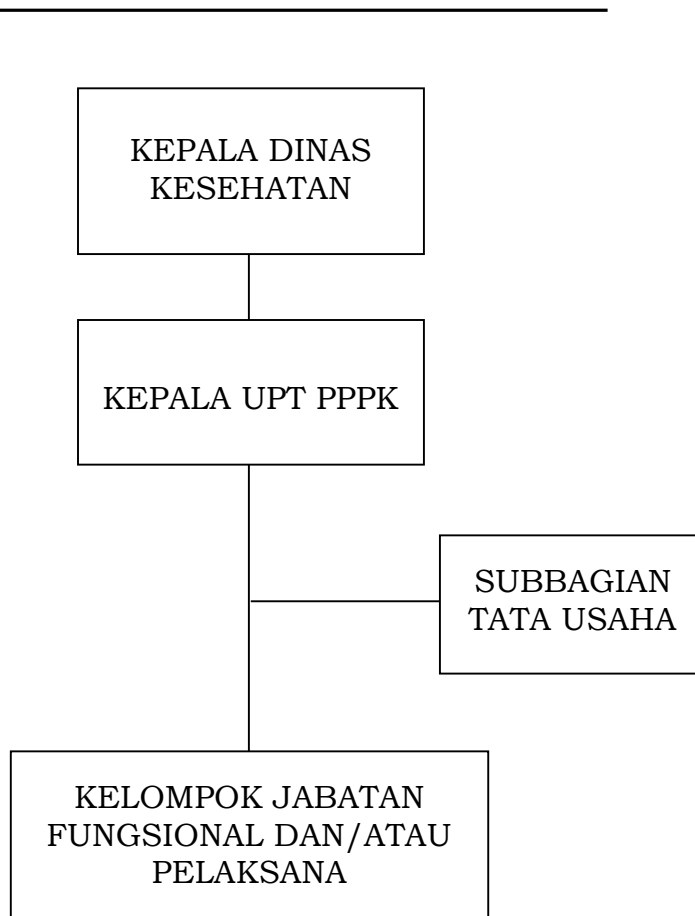 KEPALA DINAS
KESEHATAN
KEPALA UPT PPPK
SUBBAGIAN
TATA USAHA
KELOMPOK JABATAN
FUNGSIONAL DAN/ATAU
PELAKSANA